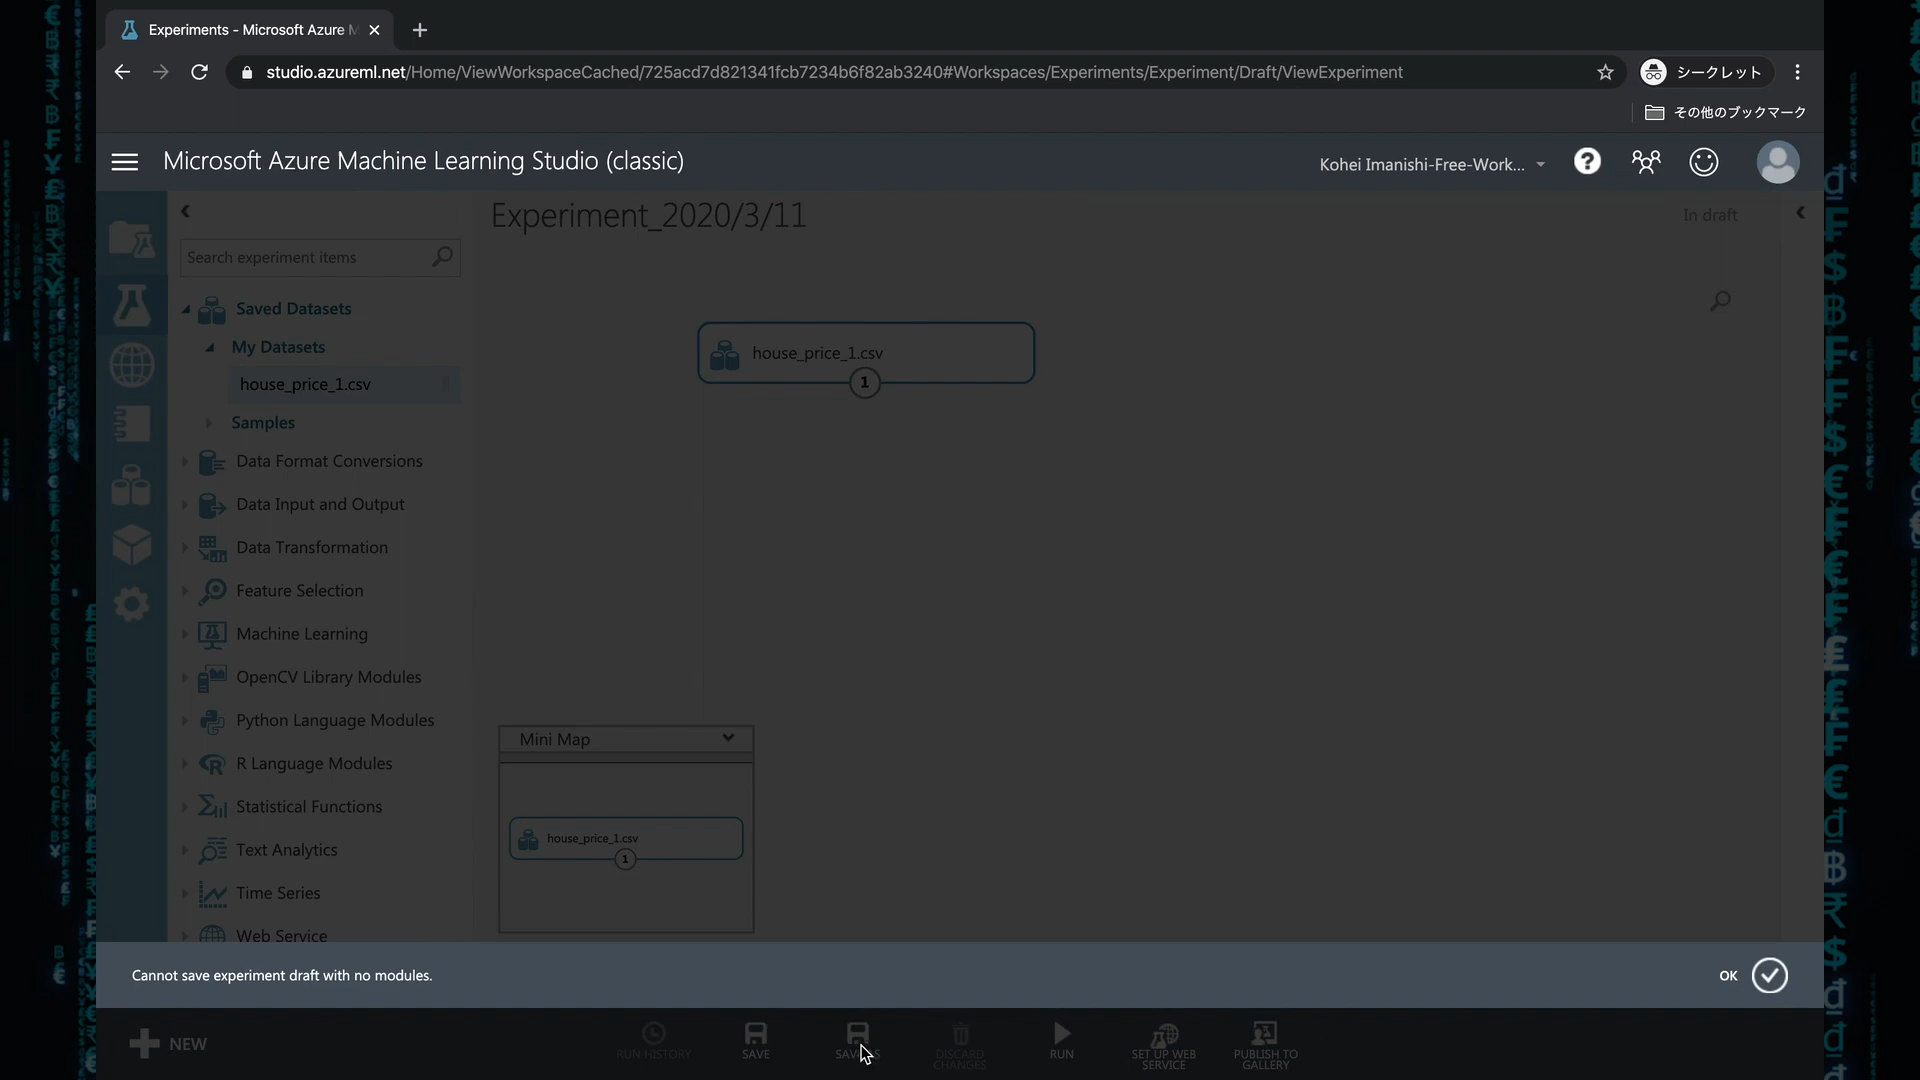 Experiments - Microsoft Azure M
studio.azureml.net/Home/ViewWorkspaceCached/725acd7d821341fcb7234b6f82ab3240#Workspaces/Experiments/Experiment/Draft/ViewExperiment
シークレット
その他のブックマーク
Microsoft Azure Machine Learning Studio (classic)
Kohei Imanishi-Free-Work...
Experiment_2020/3/11
In draft
Search experiment items
Saved Datasets
My Datasets
house_price_1.csv
Samples
Data Format Conversions
Data Input and Output
Data Transformation
Feature Selection
Machine Learning
OpenCV Library Modules
Python Language Modules
R Language Modules
Statistical Functions
Text Analytics
Time Series
Web Service
house_price_1.csv
1
Mini Map
house_price_1.csv
1
Cannot save experiment draft with no modules.
OK
NEW
RUN HISTORY
SAVE
SAVE AS
DISCARD
CHANGES
RUN
SET UP WEB
SERVICE
PUBLISH TO
GALLERY